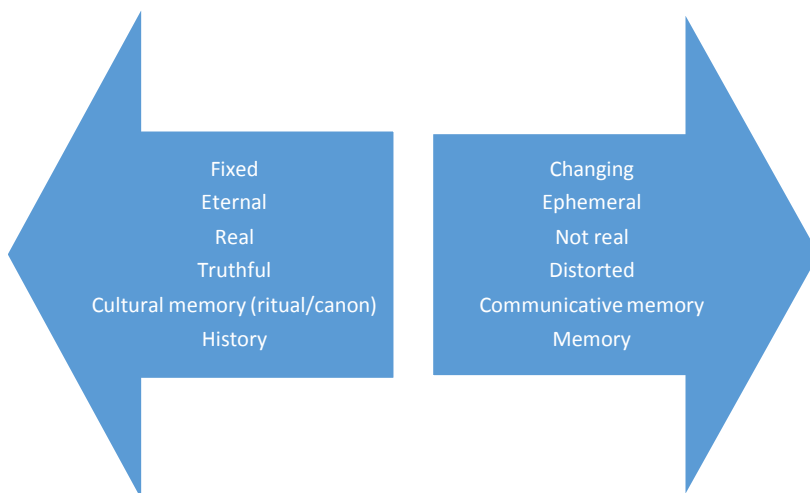 Fixed
Eternal
Real
Truthful
Cultural memory (ritual/canon)
History
Changing
Ephemeral
Not real
Distorted
Communicative memory
Memory